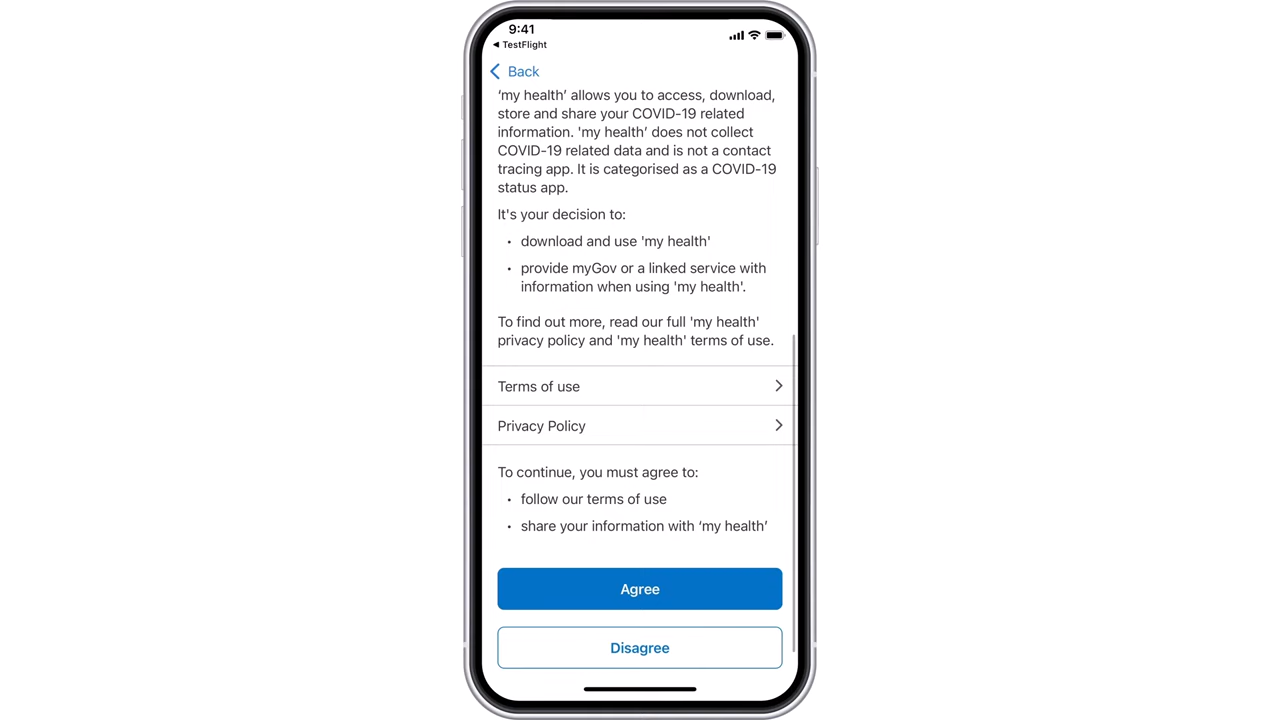 9:41
◀ TestFlight
Back
‘my health’ allows you to access, download,
store and share your COVID-19 related
information. 'my health’ does not collect
COVID-19 related data and is not a contact
tracing app. It is categorised as a COVID-19
status app.
It's your decision to:
• download and use 'my health'
• provide myGov or a linked service with
information when using 'my health'.
To find out more, read our full 'my health'
privacy policy and 'my health' terms of use.
Terms of use
Privacy Policy
To continue, you must agree to:
• follow our terms of use
• share your information with ‘my health’
Agree
Disagree